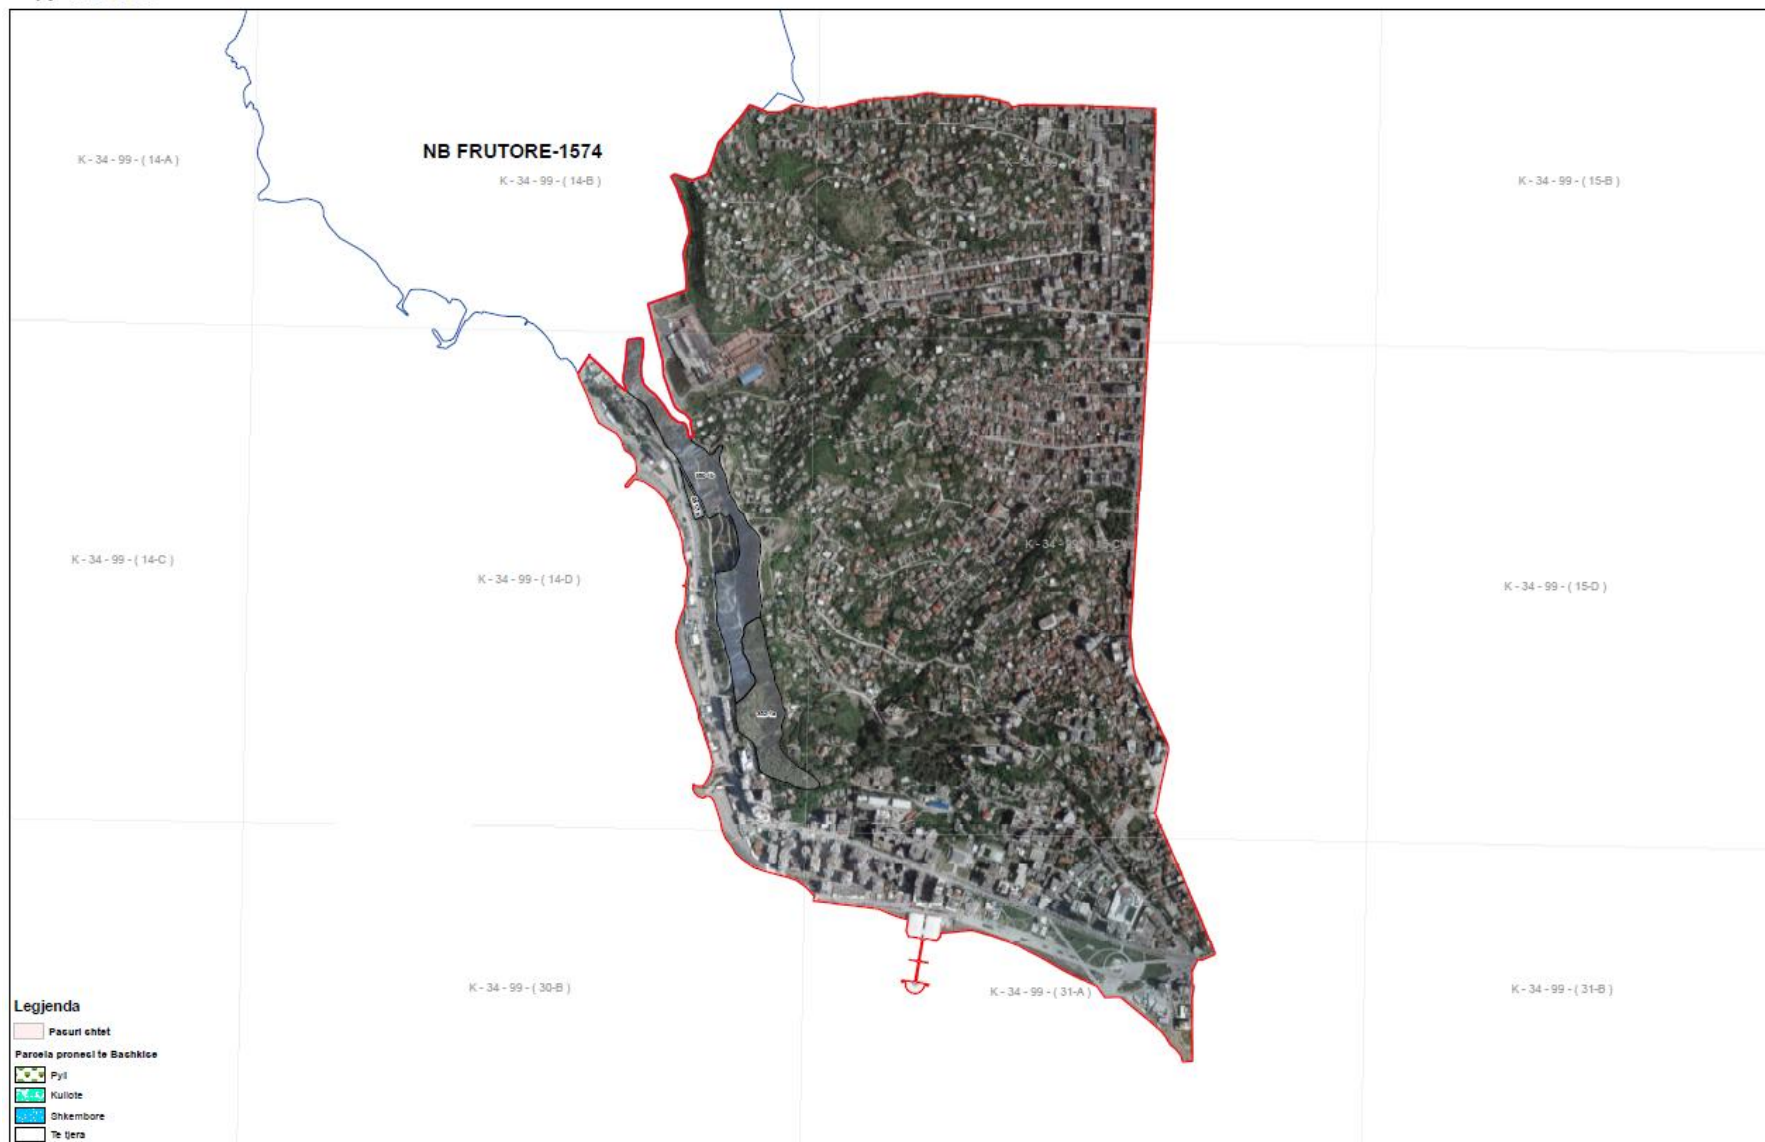 NB FRUTORE-1574
K - 34 - 99 - ( 14-A )
K - 34 - 99 - ( 14-B )
K - 34 - 99 - ( 15-B )
K - 34 - 99 - ( 14-C )
K - 34 - 99 - ( 14-D )
K - 34 - 99 - ( 15-D )
K - 34 - 99 - ( 30-B )
K - 34 - 99 - ( 31-A )
K - 34 - 99 - ( 31-B )
Legjenda
Pasuri shtet
Parcela pronesi te Bashkise
Pyll
Kullote
Shkembore
Te tjera